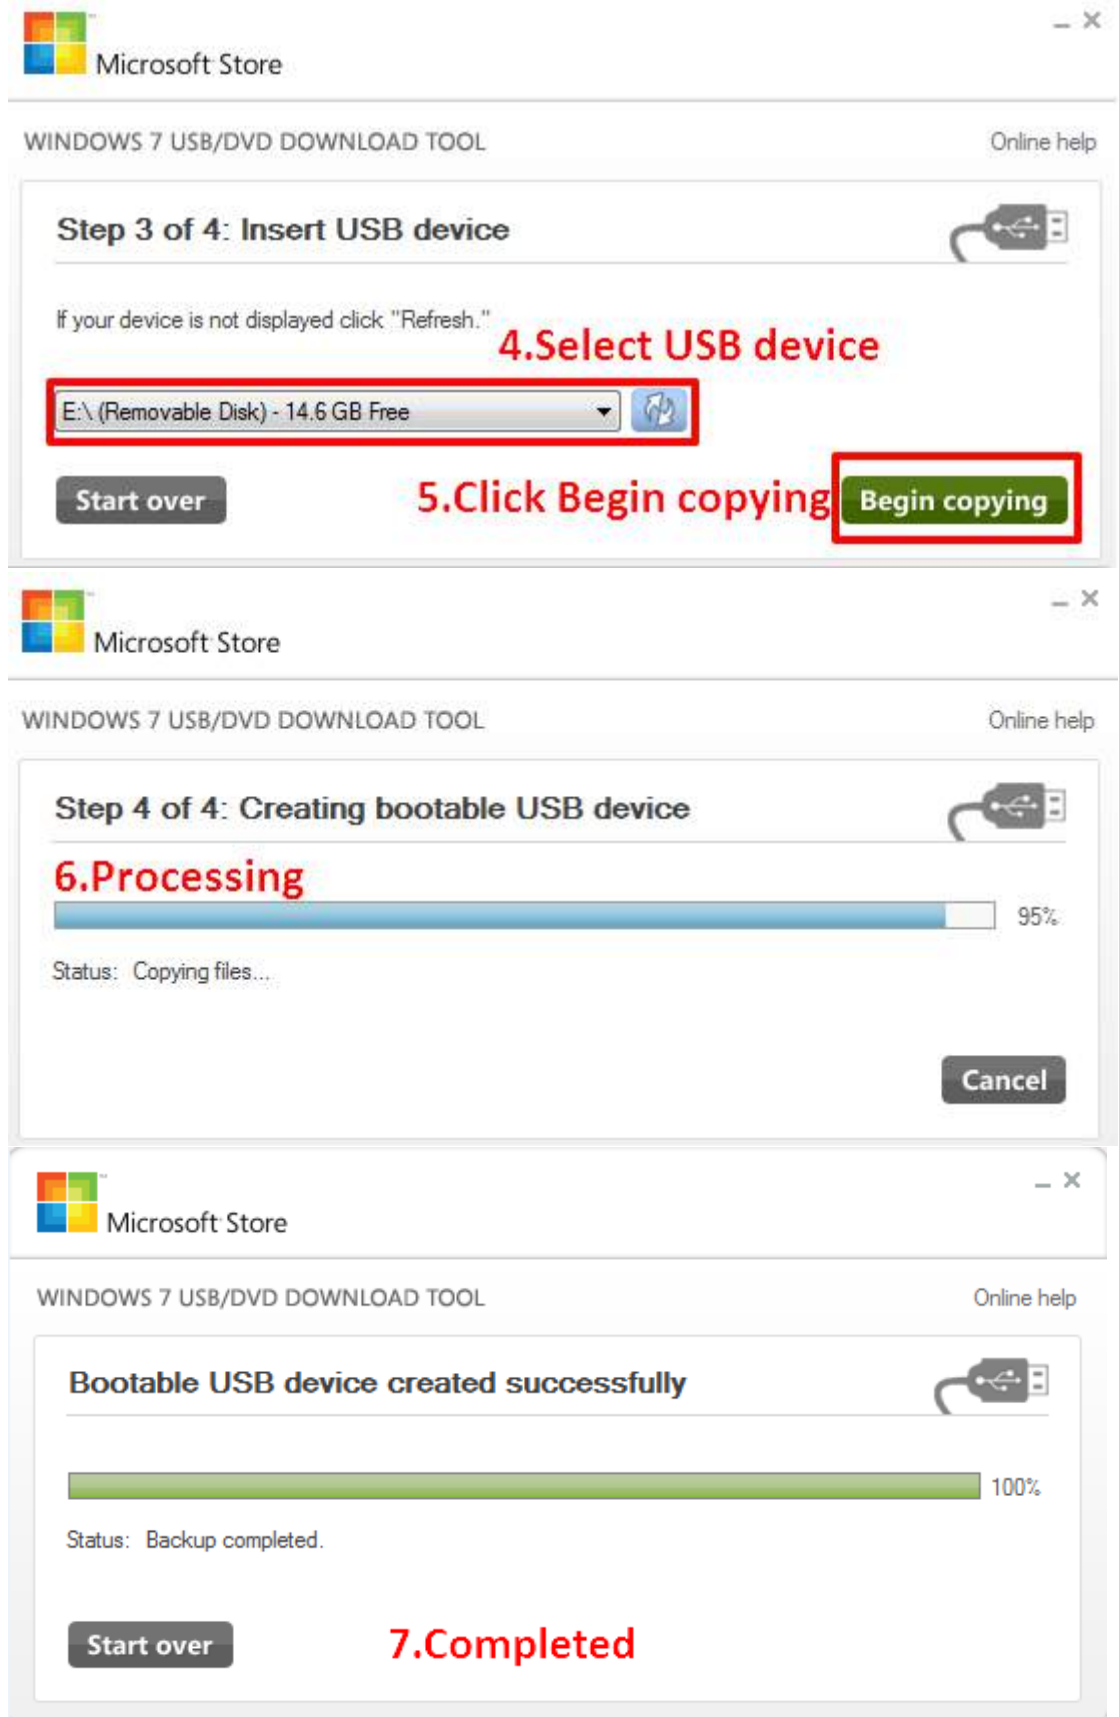 Microsoft Store
WINDOWS 7 USB/DVD DOWNLOAD TOOL Online help
Step 3 of 4: Insert USB device
If your device is not displayed click "Refresh."
4.Select USB device
E:\ (Removable Disk) - 14.6 GB Free
Start over 5.Click Begin copying Begin copying
Microsoft Store
WINDOWS 7 USB/DVD DOWNLOAD TOOL Online help
Step 4 of 4: Creating bootable USB device
6.Processing
95%
Status: Copying files...
Cancel
Microsoft Store
WINDOWS 7 USB/DVD DOWNLOAD TOOL Online help
Bootable USB device created successfully
100%
Status: Backup completed.
Start over 7.Completed